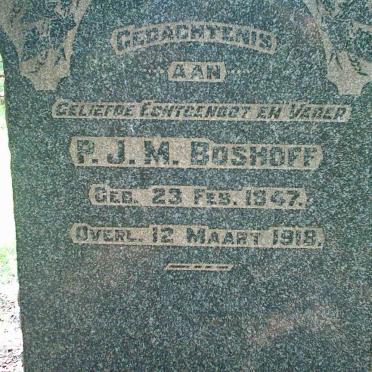 GEDACHTENIS
AAN
GELIEFDE ECHTGENOOT EN VADER
P. J. M. BOSHOFF
GEB. 23 FEB. 1847.
OVERL. 12 MAART 1918.